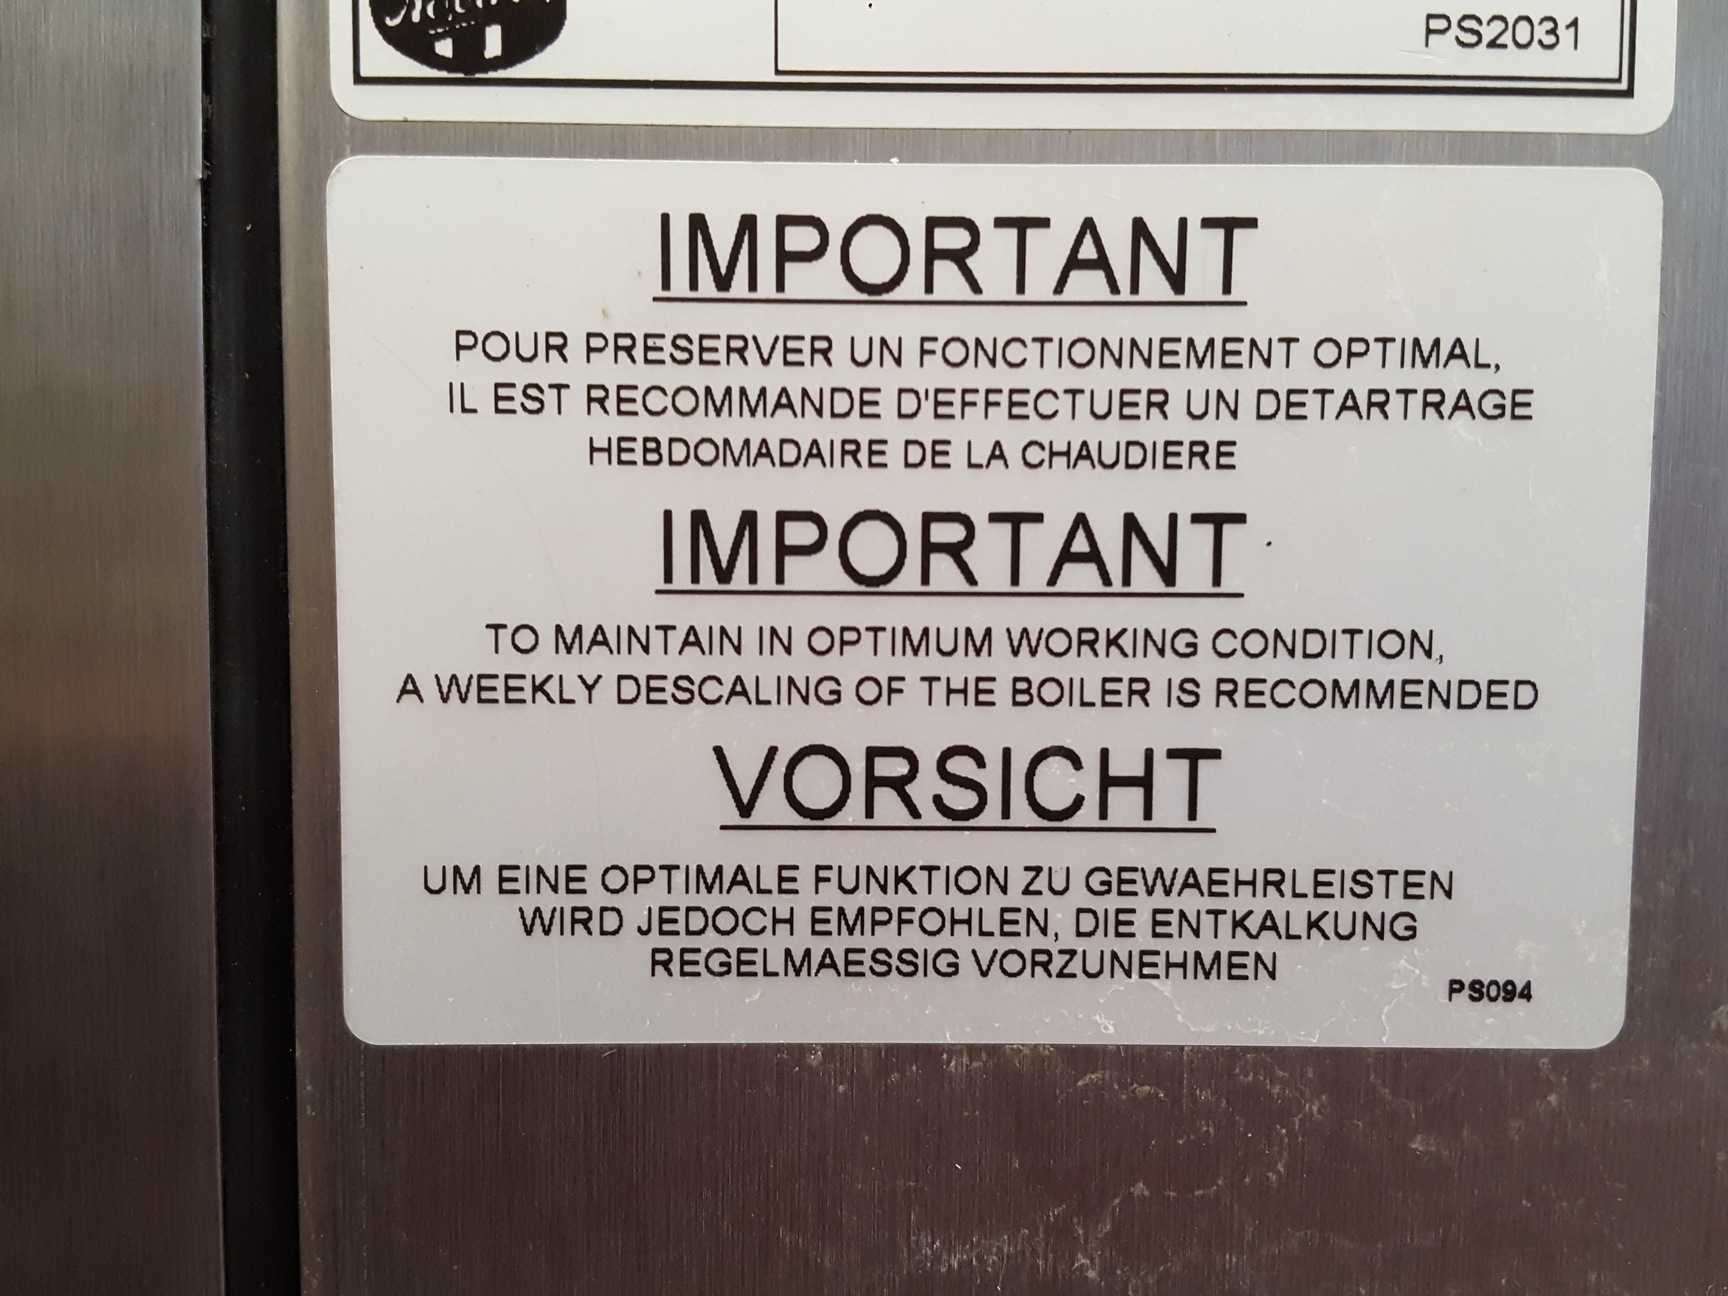 PS2031
IMPORTANT
POUR PRESERVER UN FONCTIONNEMENT OPTIMAL,
IL EST RECOMMANDE D'EFFECTUER UN DETARTRAGE
HEBDOMADAIRE DE LA CHAUDIERE
IMPORTANT
TO MAINTAIN IN OPTIMUM WORKING CONDITION,
A WEEKLY DESCALING OF THE BOILER IS RECOMMENDED
VORSICHT
UM EINE OPTIMALE FUNKTION ZU GEWAEHRLEISTEN
WIRD JEDOCH EMPFOHLEN, DIE ENTKALKUNG
REGELMAESSIG VORZUNEHMEN
PS094